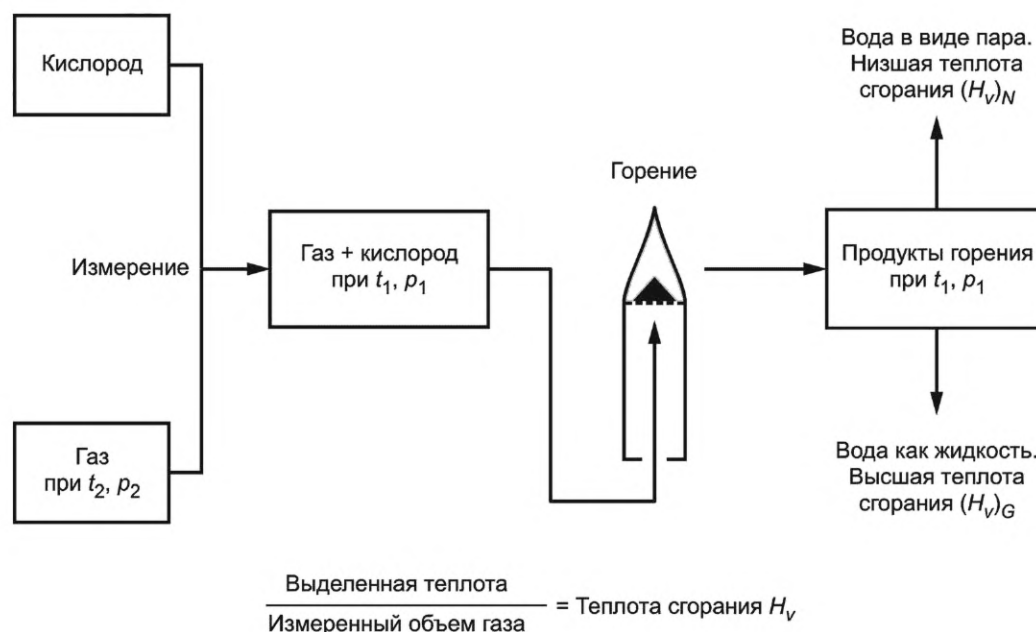 Кислород
Измерение
Газ
при t2, p2
Газ + кислород
при t1, p1
Горение
Вода в виде пара.
Низшая теплота
сгорания (Hv)N
Продукты горения
при t1, p1
Вода как жидкость.
Высшая теплота
сгорания (Hv)G
Выделенная теплота
Измеренный объем газа
= Теплота сгорания Hv